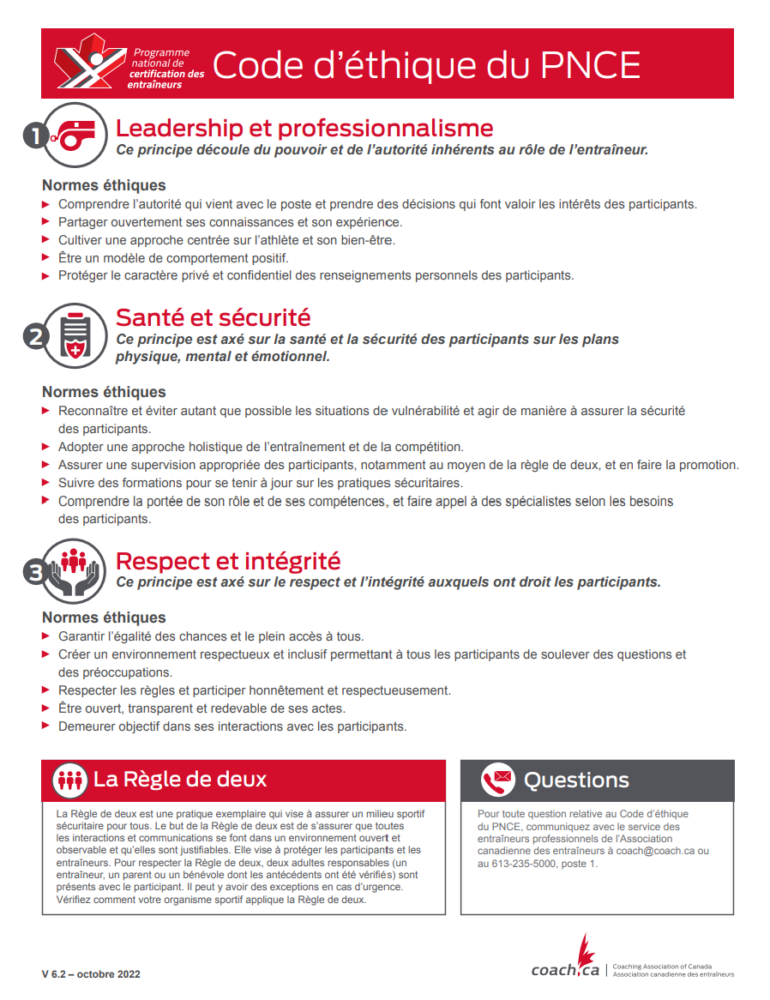 Programme
national de
certification des
entraîneurs
Code d’éthique du PNCE
1
Leadership et professionnalisme
Ce principe découle du pouvoir et de l’autorité inhérents au rôle de l’entraîneur.
Normes éthiques
Comprendre l’autorité qui vient avec le poste et prendre des décisions qui font valoir les intérêts des participants.
Partager ouvertement ses connaissances et son expérience.
Cultiver une approche centrée sur l’athlète et son bien-être.
Être un modèle de comportement positif.
Protéger le caractère privé et confidentiel des renseignements personnels des participants.
2
Santé et sécurité
Ce principe est axé sur la santé et la sécurité des participants sur les plans
physique, mental et émotionnel.
Normes éthiques
Reconnaître et éviter autant que possible les situations de vulnérabilité et agir de manière à assurer la sécurité
des participants.
Adopter une approche holistique de l’entraînement et de la compétition.
Assurer une supervision appropriée des participants, notamment au moyen de la règle de deux, et en faire la promotion.
Suivre des formations pour se tenir à jour sur les pratiques sécuritaires.
Comprendre la portée de son rôle et de ses compétences, et faire appel à des spécialistes selon les besoins
des participants.
3
Respect et intégrité
Ce principe est axé sur le respect et l’intégrité auxquels ont droit les participants.
Normes éthiques
Garantir l’égalité des chances et le plein accès à tous.
Créer un environnement respectueux et inclusif permettant à tous les participants de soulever des questions et
des préoccupations.
Respecter les règles et participer honnêtement et respectueusement.
Être ouvert, transparent et redevable de ses actes.
Demeurer objectif dans ses interactions avec les participants.
La Règle de deux
La Règle de deux est une pratique exemplaire qui vise à assurer un milieu sportif
sécuritaire pour tous. Le but de la Règle de deux est de s’assurer que toutes
les interactions et communications se font dans un environnement ouvert et
observable et qu’elles sont justifiables. Elle vise à protéger les participants et les
entraîneurs. Pour respecter la Règle de deux, deux adultes responsables (un
entraîneur, un parent ou un bénévole dont les antécédents ont été vérifiés) sont
présents avec le participant. Il peut y avoir des exceptions en cas d’urgence.
Vérifiez comment votre organisme sportif applique la Règle de deux.
Questions
Pour toute question relative au Code d’éthique
du PNCE, communiquez avec le service des
entraîneurs professionnels de l’Association
canadienne des entraîneurs à coach@coach.ca ou
au 613-235-5000, poste 1.
V 6.2 – octobre 2022
coach.ca
Coaching Association of Canada
Association canadienne des entraîneurs